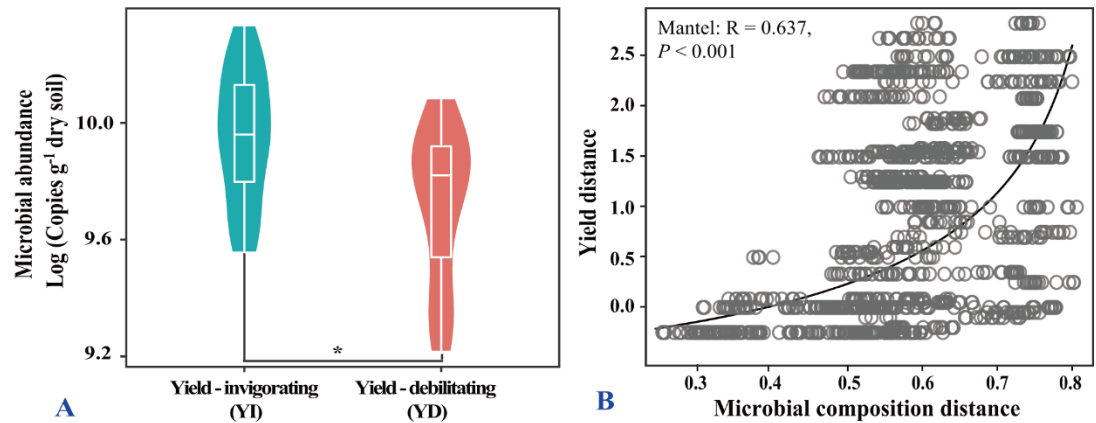 Microbial abundance
Log (Copies g⁻¹ dry soil)
10.0
9.6
9.2
*
Yield - invigorating
(YI)
Yield - debilitating
(YD)
A
Mantel: R = 0.637,
P < 0.001
Yield distance
2.5
2.0
1.5
1.0
0.5
0.0
0.3 0.4 0.5 0.6 0.7 0.8
Microbial composition distance
B